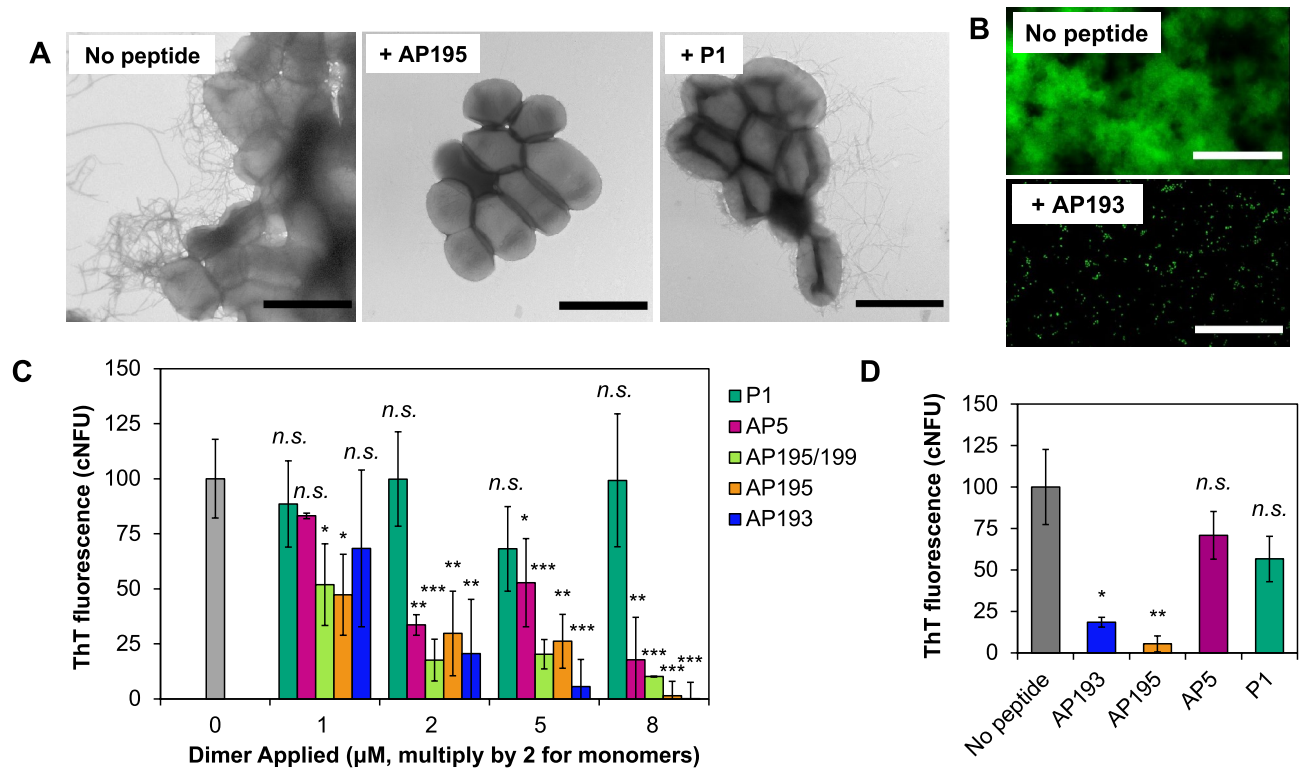 A
No peptide
+ AP195
+ P1
B
No peptide
+ AP193
C
ThT fluorescence (cNFU)
150
125
100
75
50
25
0
n.s.
n.s.
*
*
n.s.
n.s.
**
***
**
**
n.s.
*
***
**
***
n.s.
**
***
***
***
0 1 2 5 8
Dimer Applied (µM, multiply by 2 for monomers)
P1
AP5
AP195/199
AP195
AP193
D
ThT fluorescence (cNFU)
150
125
100
75
50
25
0
*
**
n.s.
n.s.
No peptide
AP193
AP195
AP5
P1